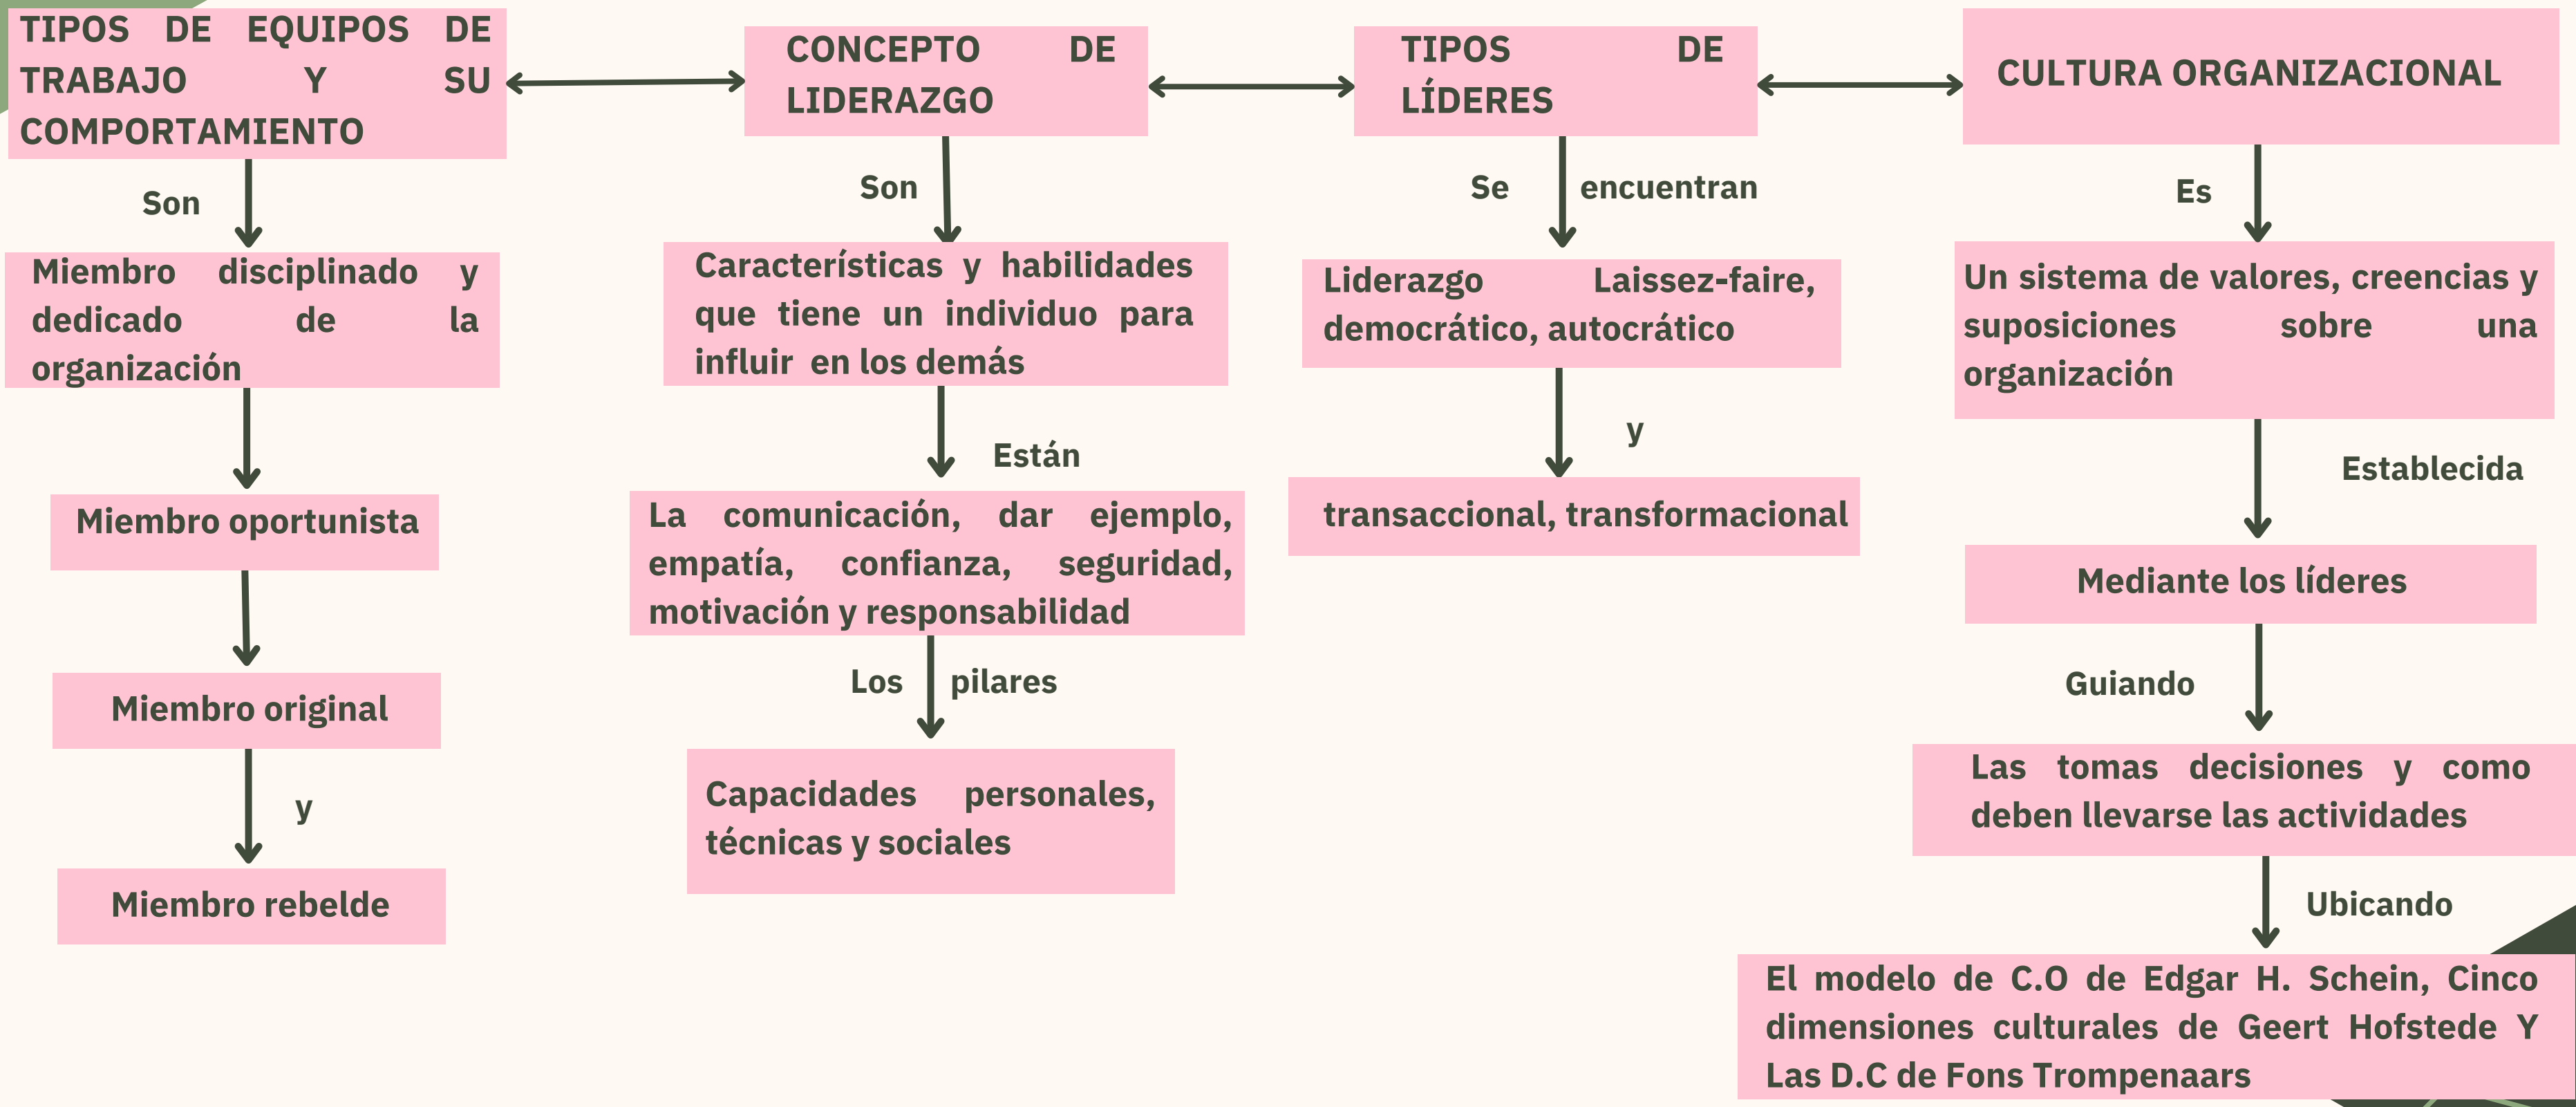 TIPOS DE EQUIPOS DE
TRABAJO Y SU
COMPORTAMIENTO
Son
Miembro disciplinado y
dedicado de la
organización
Miembro oportunista
Miembro original
y
Miembro rebelde
CONCEPTO DE
LIDERAZGO
Son
Características y habilidades
que tiene un individuo para
influir en los demás
Están
La comunicación, dar ejemplo,
empatía, confianza, seguridad,
motivación y responsabilidad
Los pilares
Capacidades personales,
técnicas y sociales
TIPOS DE
LÍDERES
Se encuentran
Liderazgo Laissez-faire,
democrático, autocrático
y
transaccional, transformacional
CULTURA ORGANIZACIONAL
Es
Un sistema de valores, creencias y
suposiciones sobre una
organización
Establecida
Mediante los líderes
Guiando
Las tomas decisiones y como
deben llevarse las actividades
Ubicando
El modelo de C.O de Edgar H. Schein, Cinco
dimensiones culturales de Geert Hofstede Y
Las D.C de Fons Trompenaars